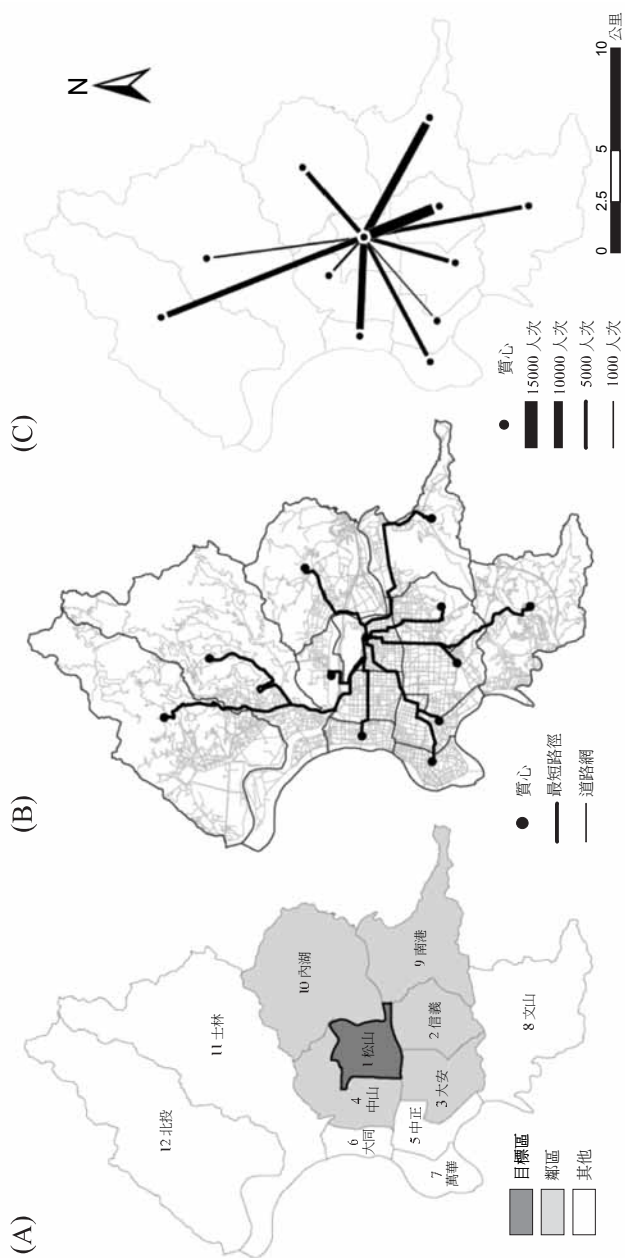 (A)
12 北投
11 士林
10 內湖
9 南港
1 松山
2 信義
4
中山
3 大安
5 中正
6
大同
7
萬華
8 文山
目標區
鄰區
其他
(B)
質心
最短路徑
道路網
(C)
N
質心
15000 人次
10000 人次
5000 人次
1000 人次
0 2.5 5 10
公里